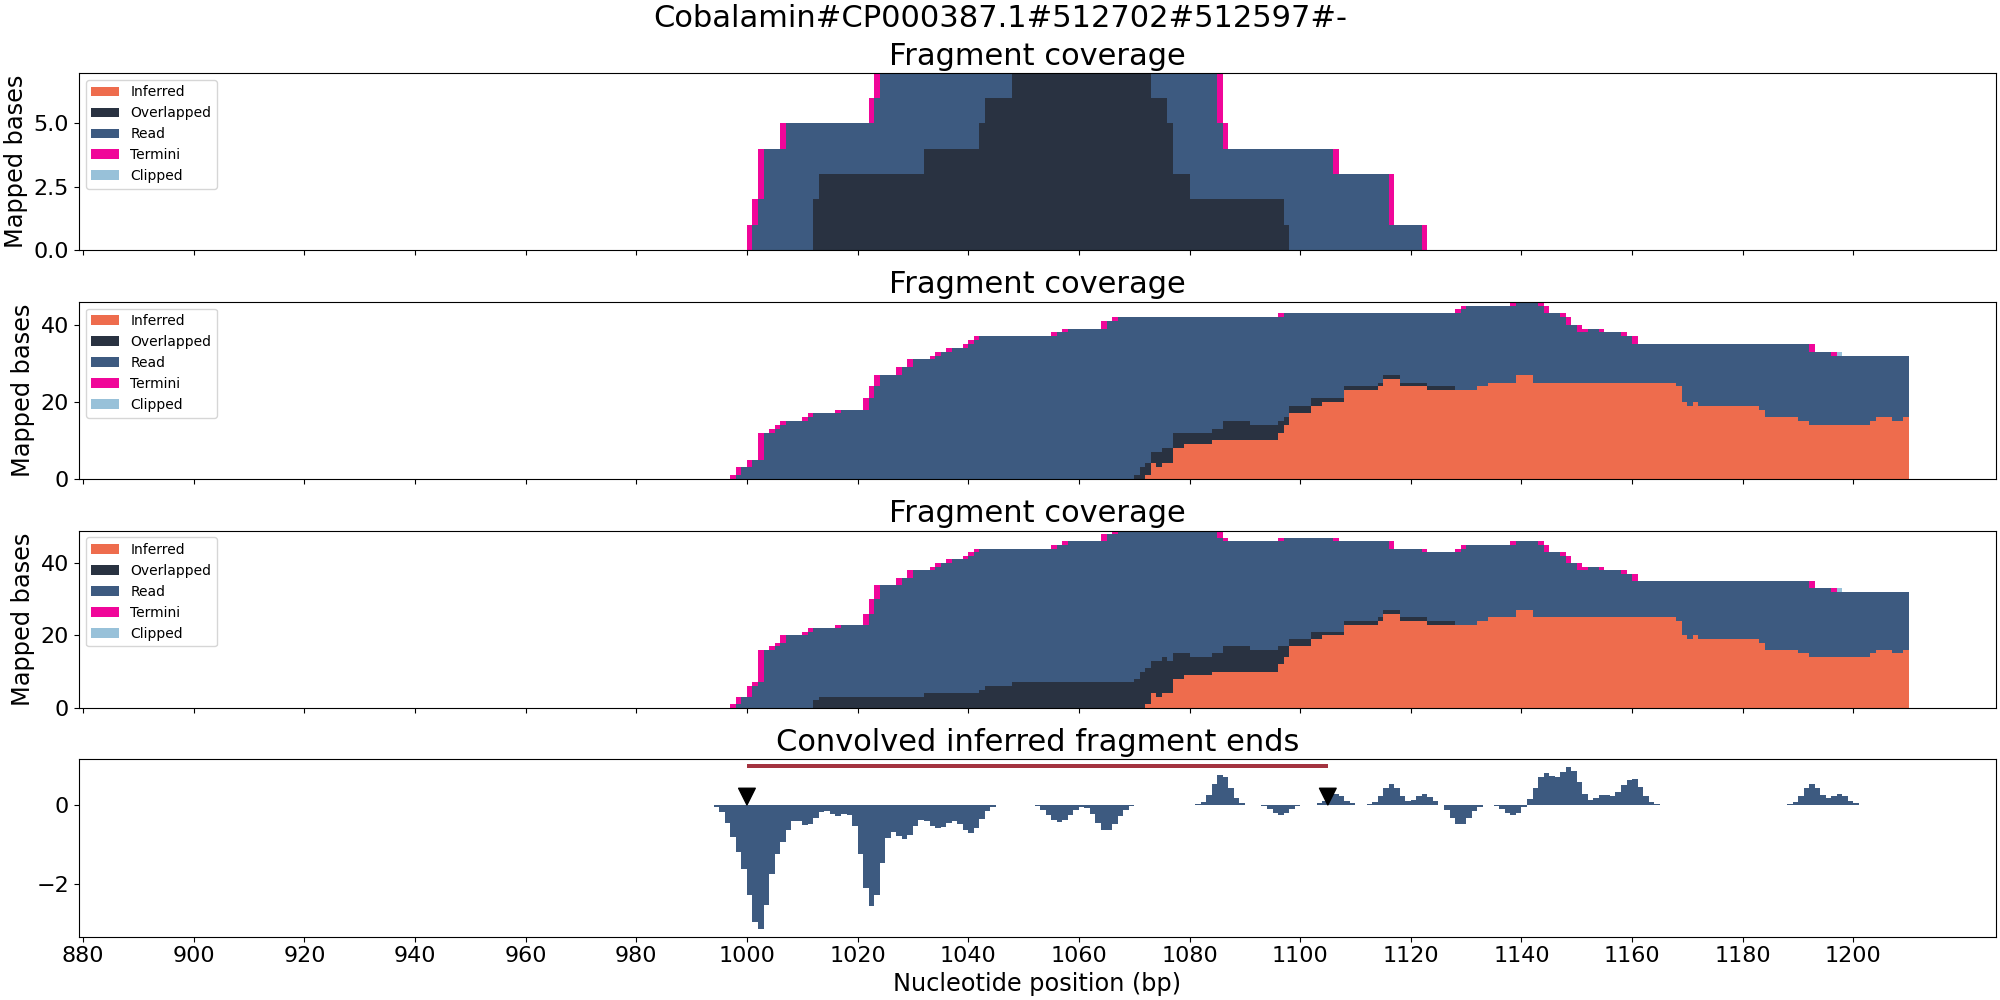 Cobalamin#CP000387.1#512702#512597#-
Fragment coverage
Mapped bases
5.0
2.5
0.0
Inferred
Overlapped
Read
Termini
Clipped
Fragment coverage
Mapped bases
40
20
0
Inferred
Overlapped
Read
Termini
Clipped
Fragment coverage
Mapped bases
40
20
0
Inferred
Overlapped
Read
Termini
Clipped
Convolved inferred fragment ends
0
−2
880 900 920 940 960 980 1000 1020 1040 1060 1080 1100 1120 1140 1160 1180 1200
Nucleotide position (bp)